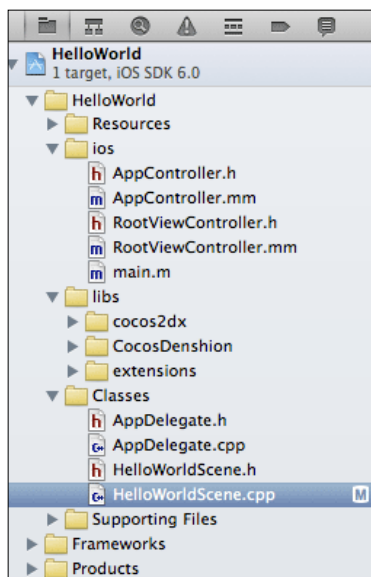 HelloWorld
1 target, iOS SDK 6.0
HelloWorld
Resources
ios
h AppController.h
m AppController.mm
h RootViewController.h
m RootViewController.mm
m main.m
libs
cocos2dx
CocosDenshion
extensions
Classes
h AppDelegate.h
C++ AppDelegate.cpp
h HelloWorldScene.h
C++ HelloWorldScene.cpp M
Supporting Files
Frameworks
Products